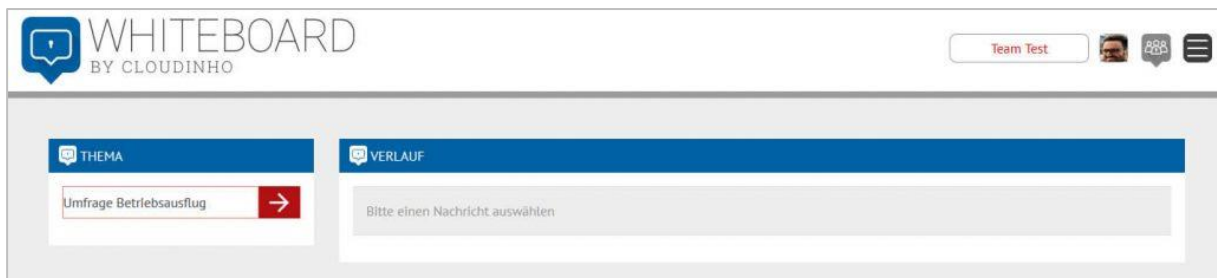 WHITEBOARD
BY CLOUDINHO
Team Test
THEMA
VERLAUF
Umfrage Betriebsausflug
Bitte einen Nachricht auswählen